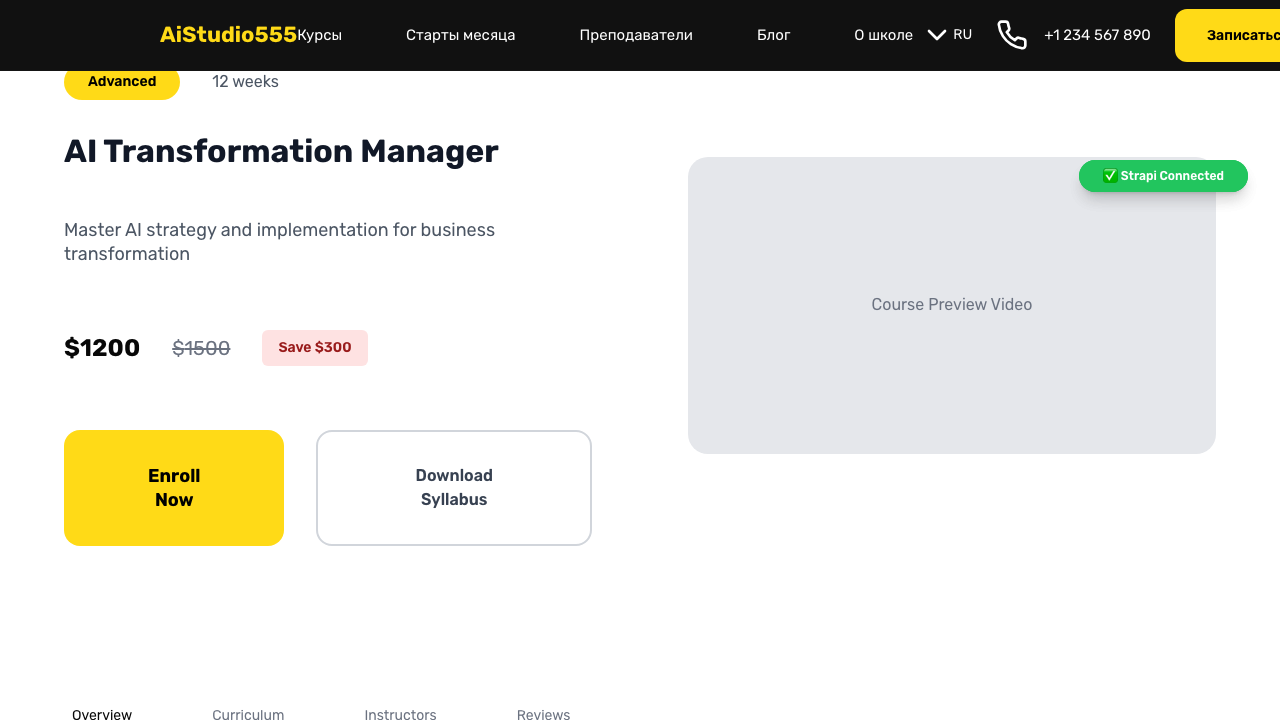 AiStudio555
Курсы
Старты месяца
Преподаватели
Блог
О школе
RU
+1 234 567 890
Записатьс
Advanced
12 weeks
AI Transformation Manager
✅ Strapi Connected
Master AI strategy and implementation for business
transformation
Course Preview Video
$1200
$1500
Save $300
Enroll
Now
Download
Syllabus
Overview
Curriculum
Instructors
Reviews